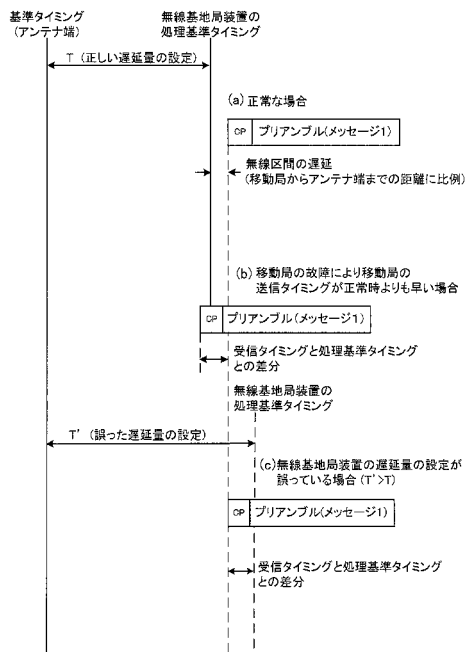 基準タイミング
(アンテナ端)
無線基地局装置の
処理基準タイミング
T (正しい遅延量の設定)
(a) 正常な場合
CP プリアンブル(メッセージ1)
無線区間の遅延
(移動局からアンテナ端までの距離に比例)
(b) 移動局の故障により移動局の
送信タイミングが正常時よりも早い場合
CP プリアンブル(メッセージ1)
受信タイミングと処理基準タイミング
との差分
無線基地局装置の
処理基準タイミング
T' (誤った遅延量の設定)
(c)無線基地局装置の遅延量の設定が
誤っている場合 (T'>T)
CP プリアンブル(メッセージ1)
受信タイミングと処理基準タイミング
との差分